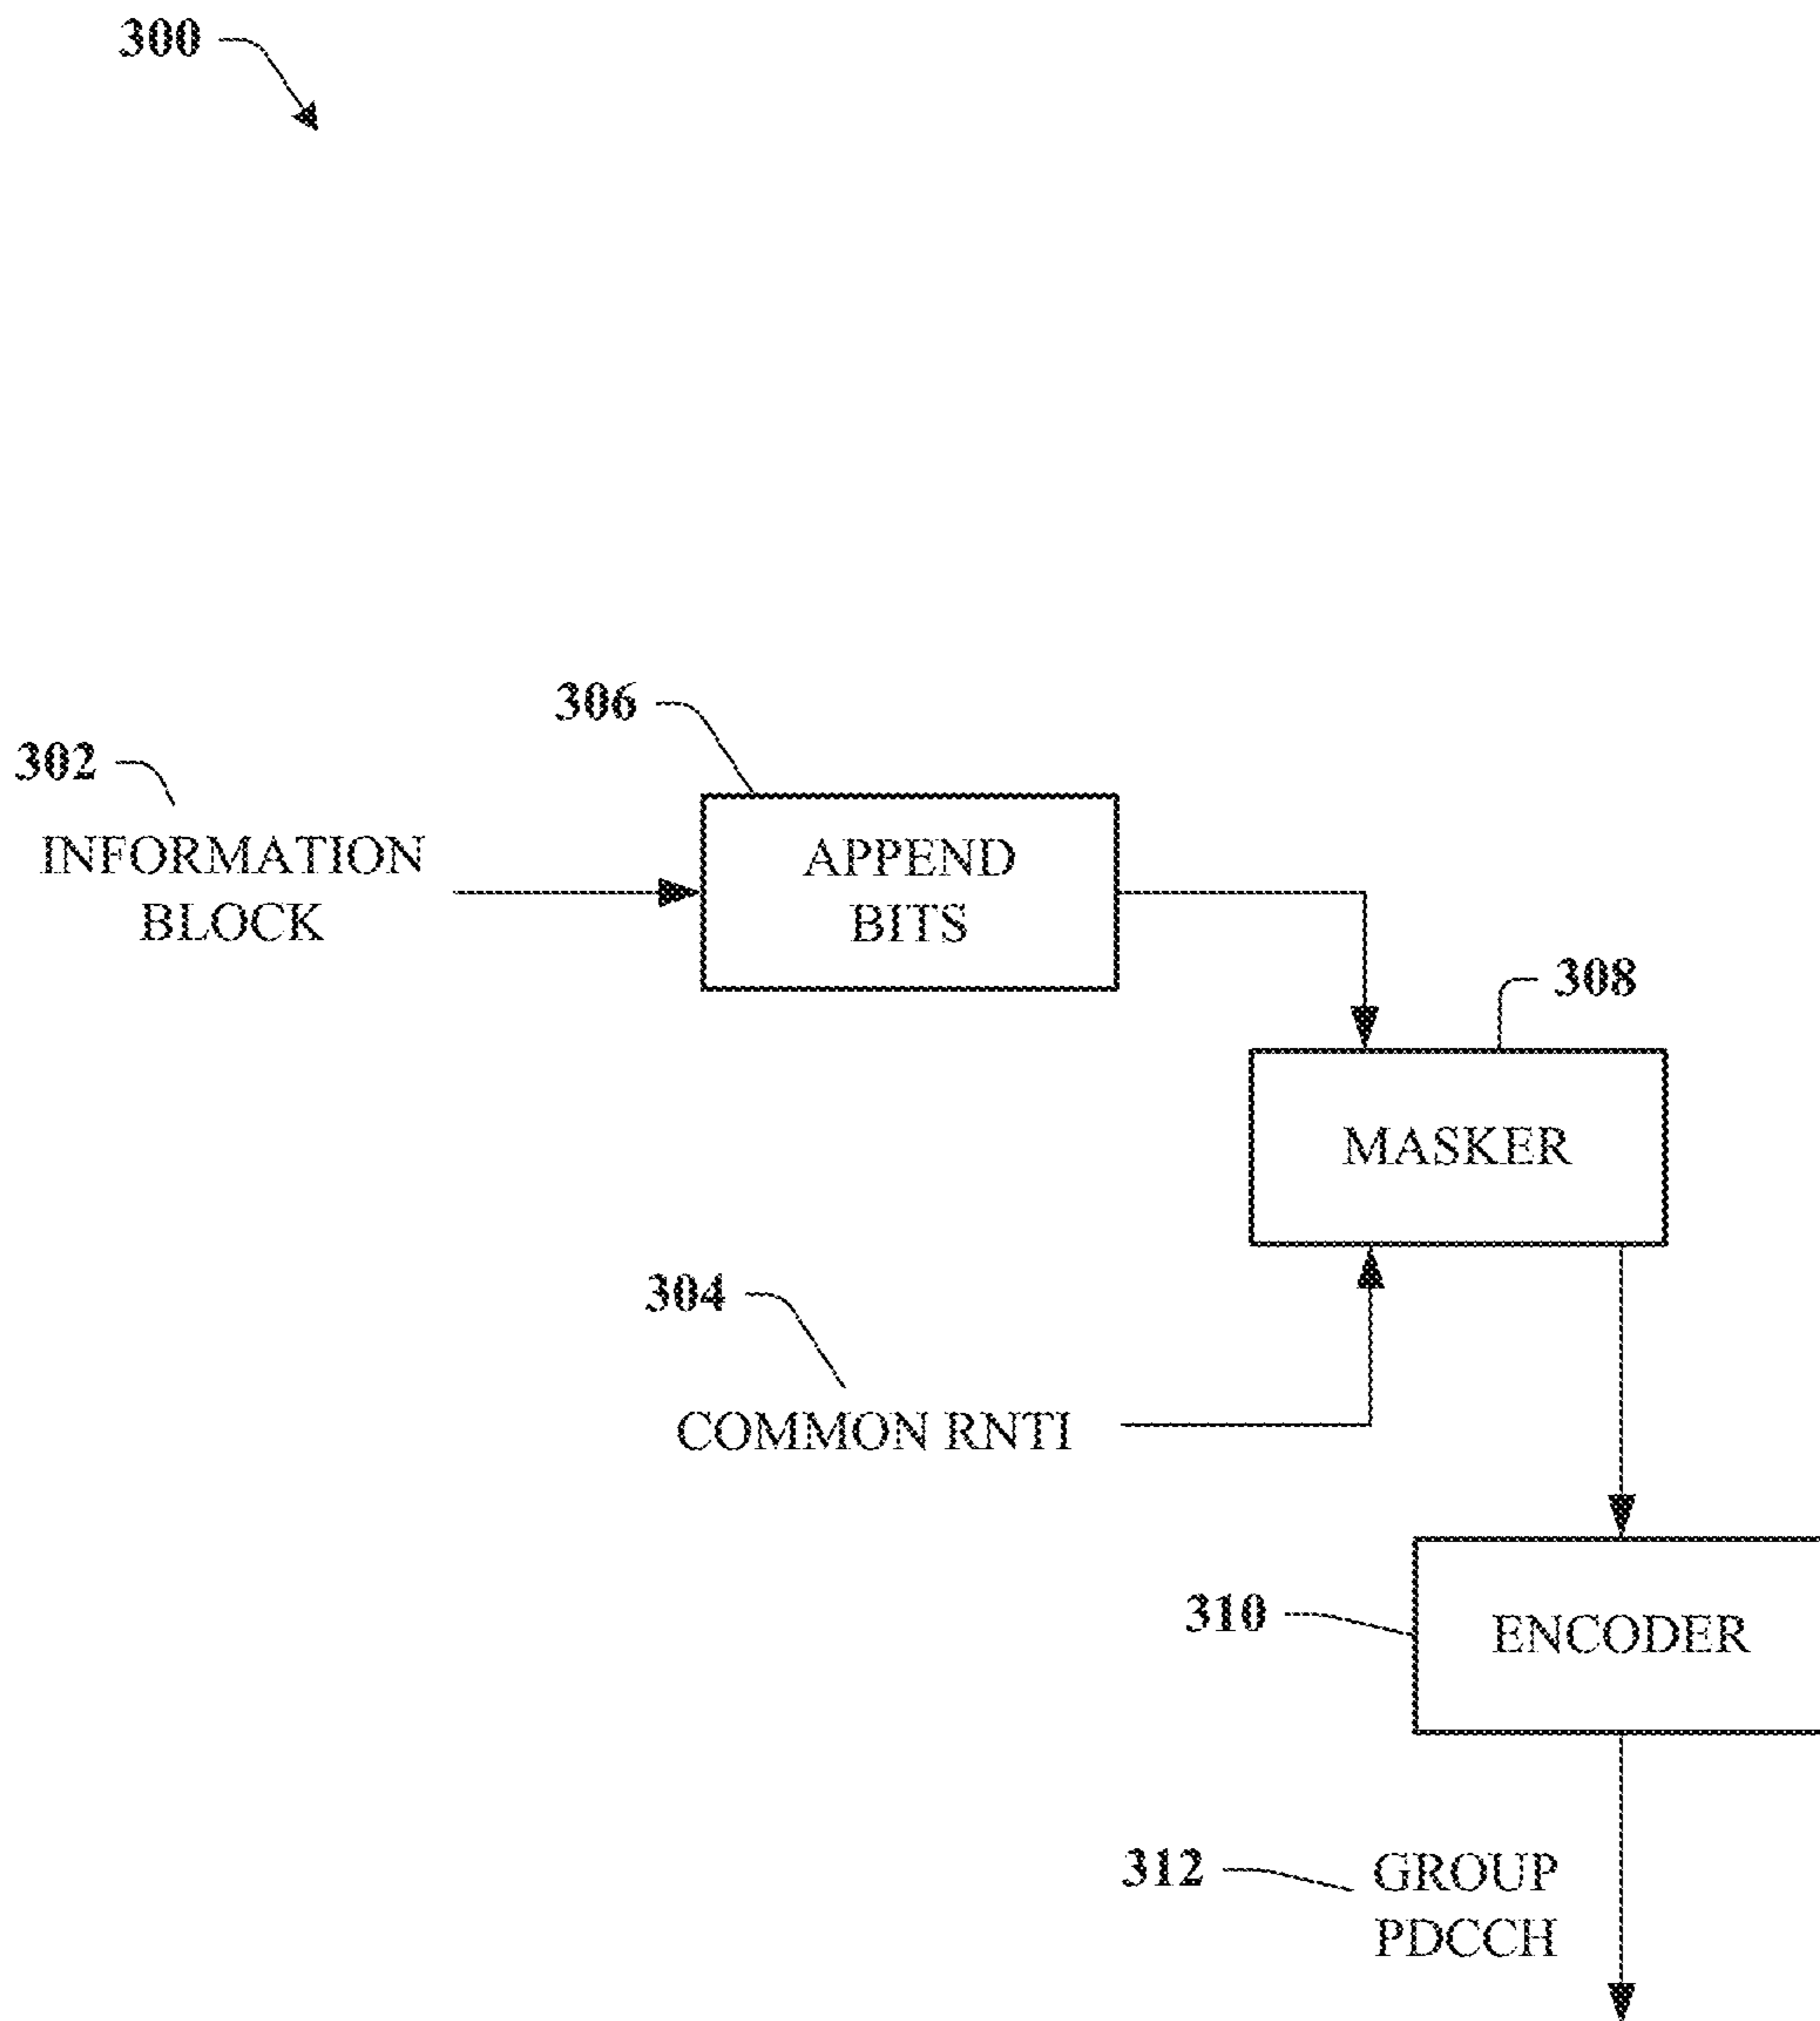 300
306
302
INFORMATION
BLOCK
APPEND
BITS
308
MASKER
304
COMMON RNTI
310
ENCODER
312
GROUP
PDCCH